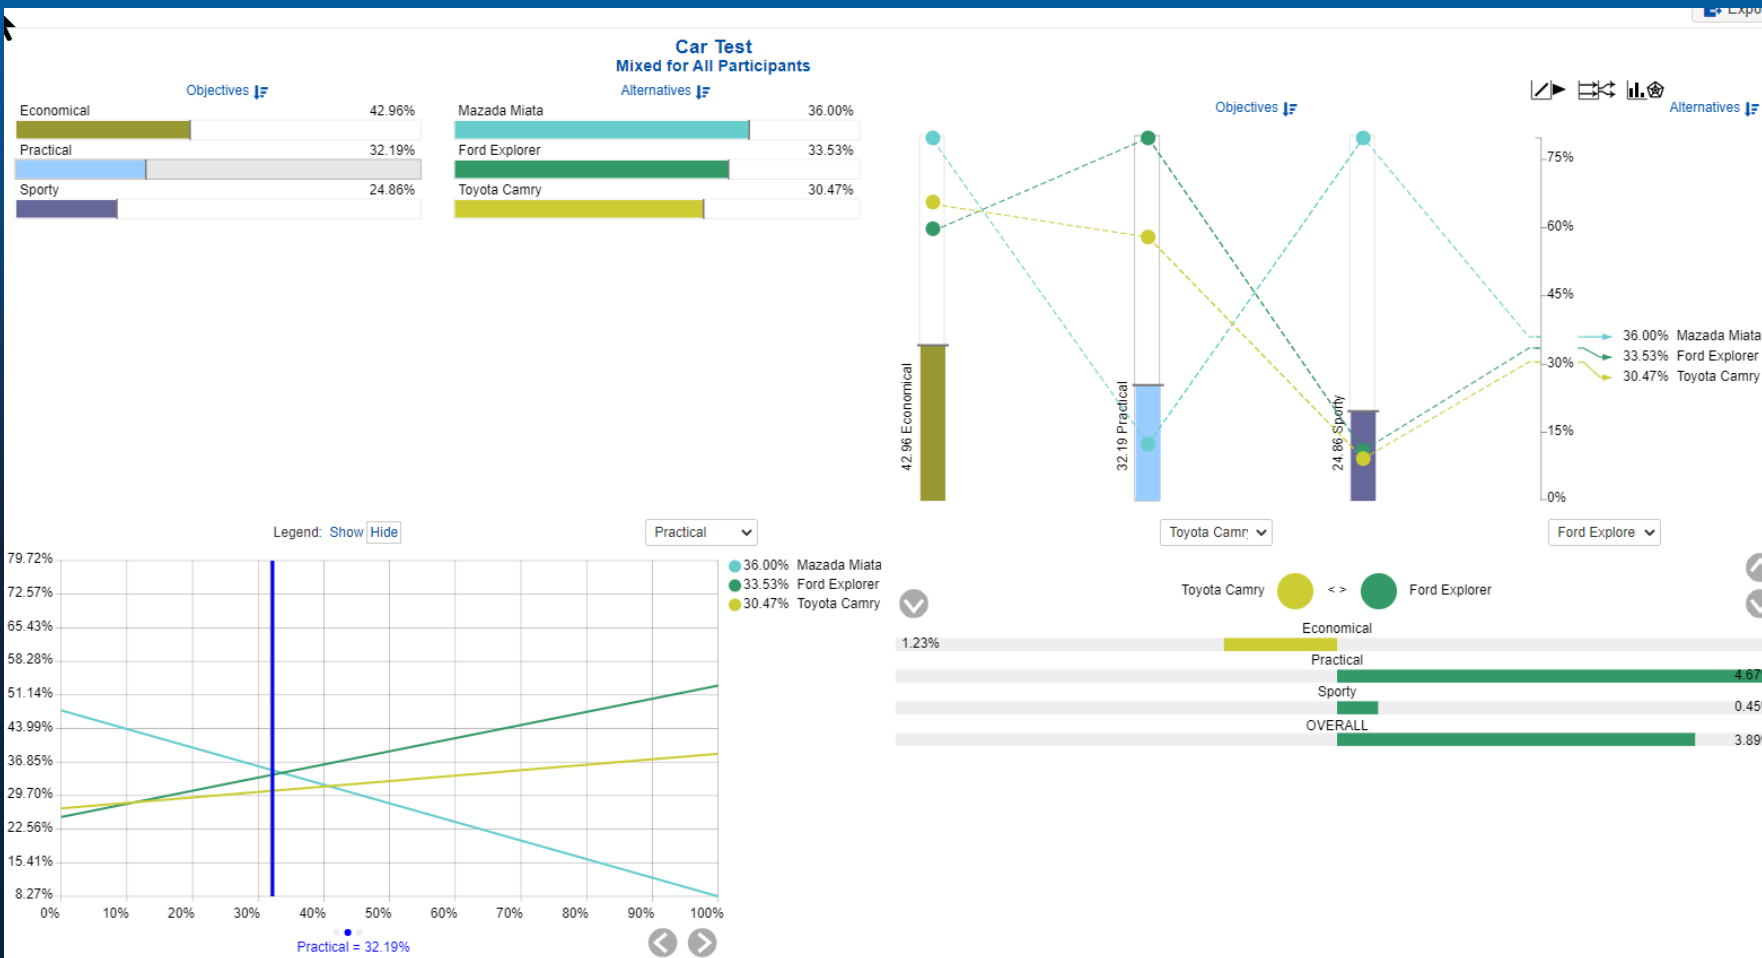 Car Test
Mixed for All Participants
Objectives
Economical 42.96%
Practical 32.19%
Sporty 24.86%
Alternatives
Mazada Miata 36.00%
Ford Explorer 33.53%
Toyota Camry 30.47%
Objectives
Alternatives
42.96 Economical
32.19 Practical
24.86 Sporty
75%
60%
45%
30%
15%
0%
36.00% Mazada Miata
33.53% Ford Explorer
30.47% Toyota Camry
Legend: Show Hide
Practical
79.72%
72.57%
65.43%
58.28%
51.14%
43.99%
36.85%
29.70%
22.56%
15.41%
8.27%
0% 10% 20% 30% 40% 50% 60% 70% 80% 90% 100%
Practical = 32.19%
36.00% Mazada Miata
33.53% Ford Explorer
30.47% Toyota Camry
Toyota Camr
Ford Explore
Toyota Camry < > Ford Explorer
Economical
1.23%
Practical
4.67
Sporty
0.45
OVERALL
3.89